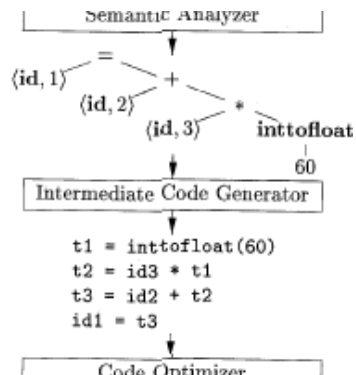 Semantic Analyzer
=
⟨id, 1⟩
+
⟨id, 2⟩
*
⟨id, 3⟩
inttofloat
60
Intermediate Code Generator
t1 = inttofloat(60)
t2 = id3 * t1
t3 = id2 + t2
id1 = t3
Code Optimizer